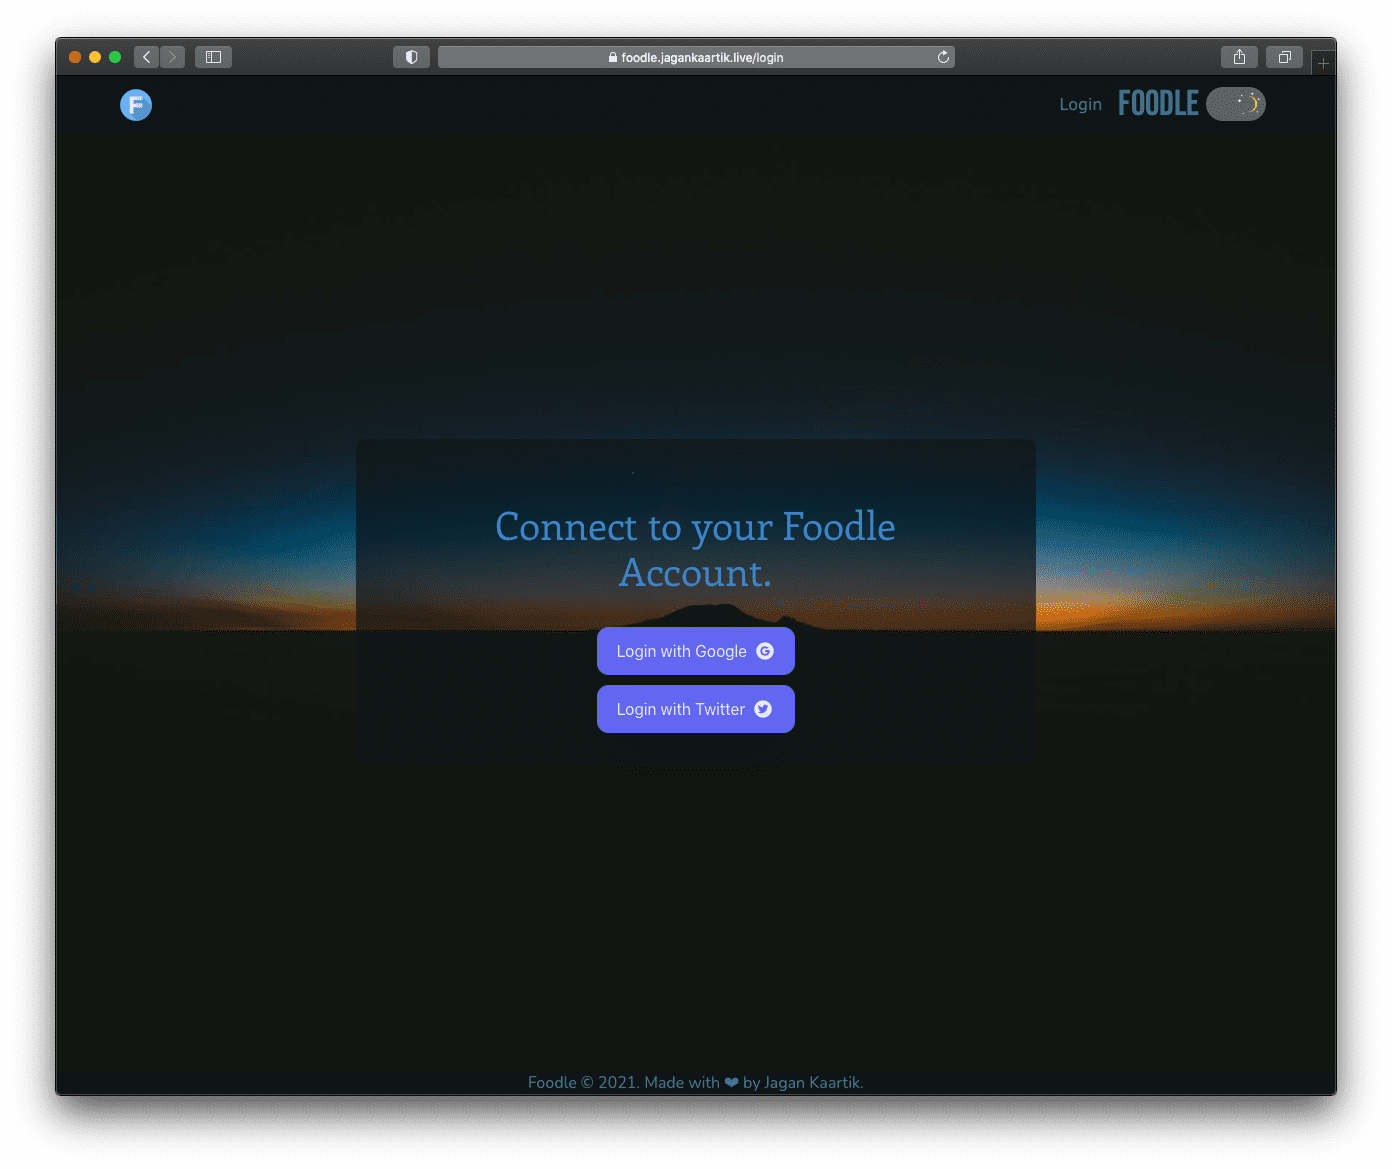 foodle.jagankaartik.live/login
F
Login FOODLE
Connect to your Foodle
Account.
Login with Google G
Login with Twitter
Foodle © 2021. Made with ❤ by Jagan Kaartik.